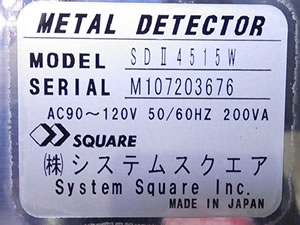 METAL DETECTOR
MODEL SDⅡ4515W
SERIAL M107203676
AC90～120V 50/60HZ 200VA
SQUARE
㈱システムスクエア
System Square Inc.
MADE IN JAPAN